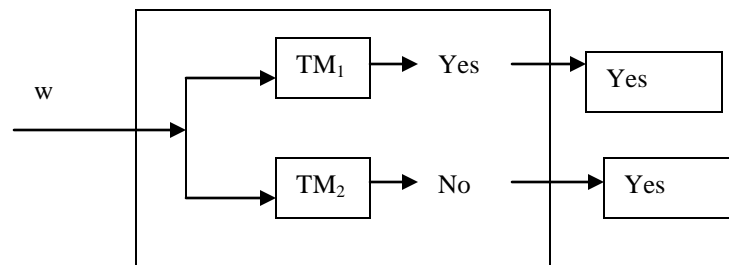 TM₁ Yes Yes
w
TM₂ No Yes